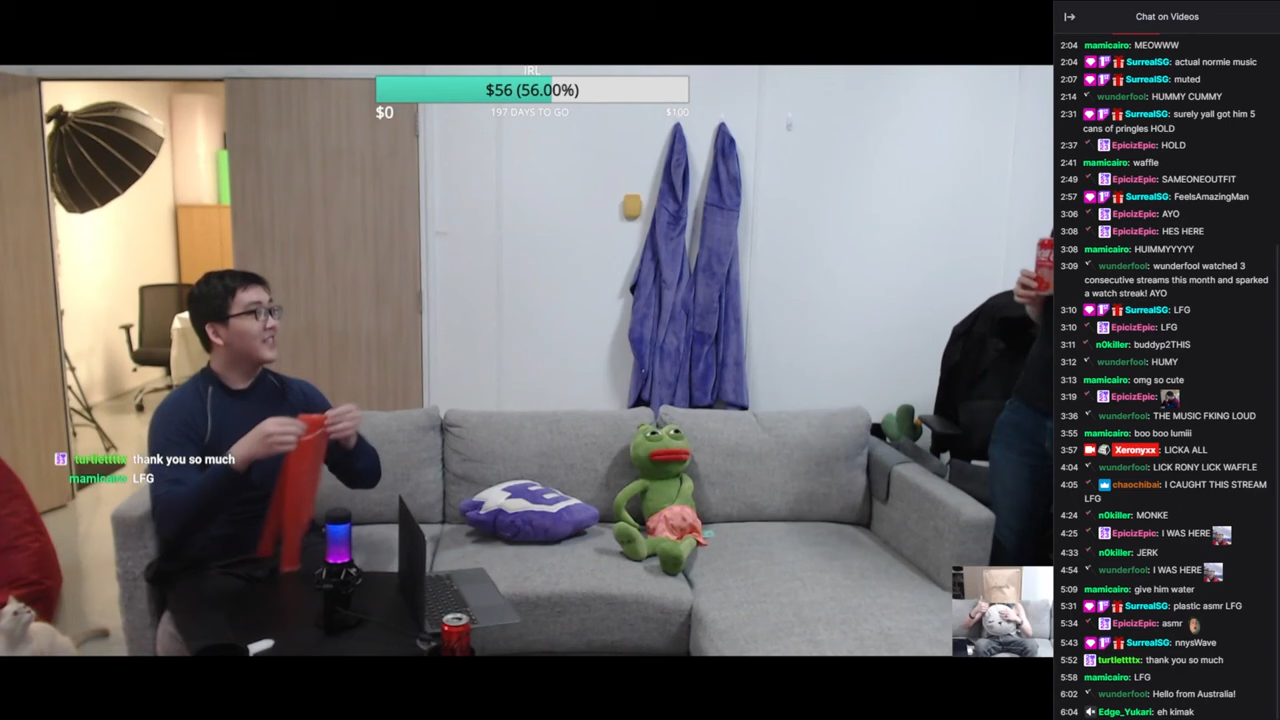 IRL
$56 (56.00%)
$0
197 DAYS TO GO
$100
turtlettttx thank you so much
mamicairo LFG
Chat on Videos
2:04 mamicairo: MEOWWW
2:04 SurrealSG: actual normie music
2:07 SurrealSG: muted
2:14 wunderfool: HUMMY CUMMY
2:31 SurrealSG: surely yall got him 5
cans of pringles HOLD
2:37 EpicizEpic: HOLD
2:41 mamicairo: waffle
2:49 EpicizEpic: SAMEONEOUTFIT
2:57 SurrealSG: FeelsAmazingMan
3:06 EpicizEpic: AYO
3:08 EpicizEpic: HES HERE
3:08 mamicairo: HUIMMYYYYY
3:09 wunderfool: wunderfool watched 3
consecutive streams this month and sparked
a watch streak! AYO
3:10 SurrealSG: LFG
3:10 EpicizEpic: LFG
3:11 n0killer: buddyp2THIS
3:12 wunderfool: HUMY
3:13 mamicairo: omg so cute
3:19 EpicizEpic:
3:36 wunderfool: THE MUSIC FKING LOUD
3:55 mamicairo: boo boo lumiii
3:57 Xeronyxx: LICKA ALL
4:04 wunderfool: LICK RONY LICK WAFFLE
4:05 chaochibai: I CAUGHT THIS STREAM
LFG
4:24 n0killer: MONKE
4:25 EpicizEpic: I WAS HERE
4:33 n0killer: JERK
4:54 wunderfool: I WAS HERE
5:09 mamicairo: give him water
5:31 SurrealSG: plastic asmr LFG
5:34 EpicizEpic: asmr
5:43 SurrealSG: nnysWave
5:52 turtlettttx: thank you so much
5:58 mamicairo: LFG
6:02 wunderfool: Hello from Australia!
6:04 Edge_Yukari: eh kimak